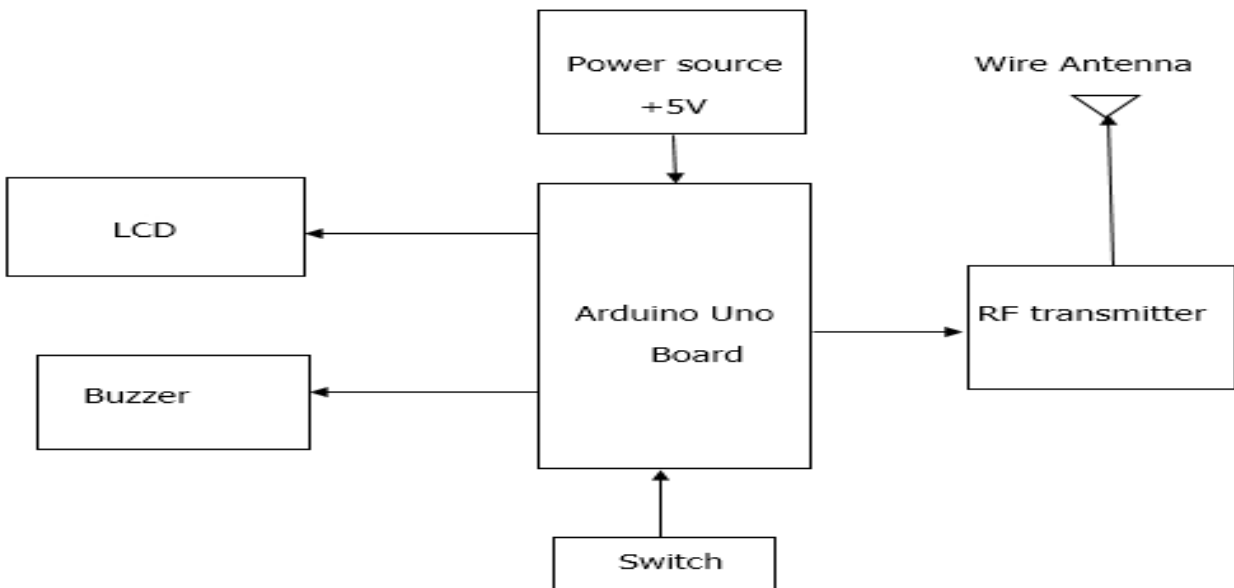 Power source
+5V
Wire Antenna
LCD
Arduino Uno
Board
RF transmitter
Buzzer
Switch